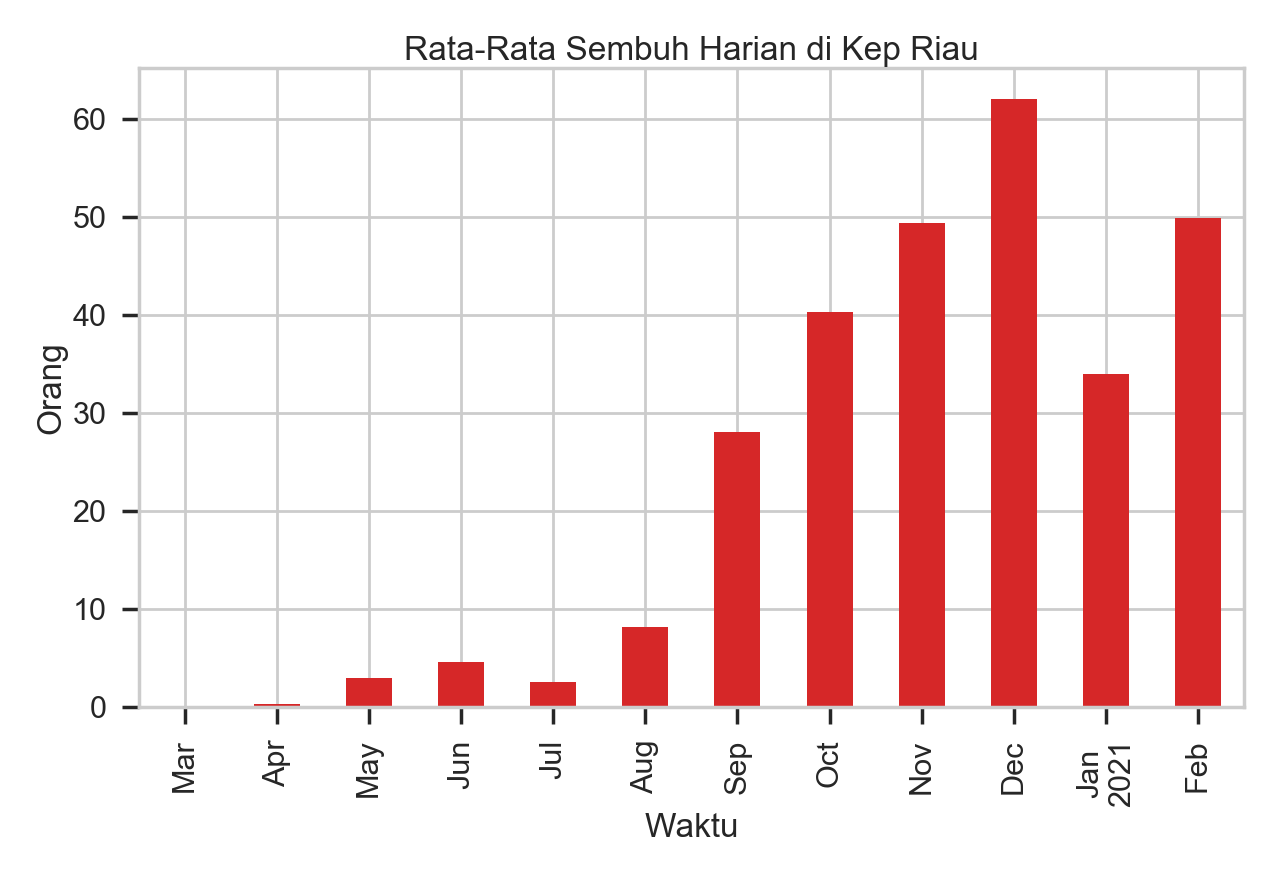 Rata-Rata Sembuh Harian di Kep Riau
60
50
40
30
20
10
0
Orang
Mar
Apr
May
Jun
Jul
Aug
Sep
Oct
Nov
Dec
Jan
2021
Feb
Waktu